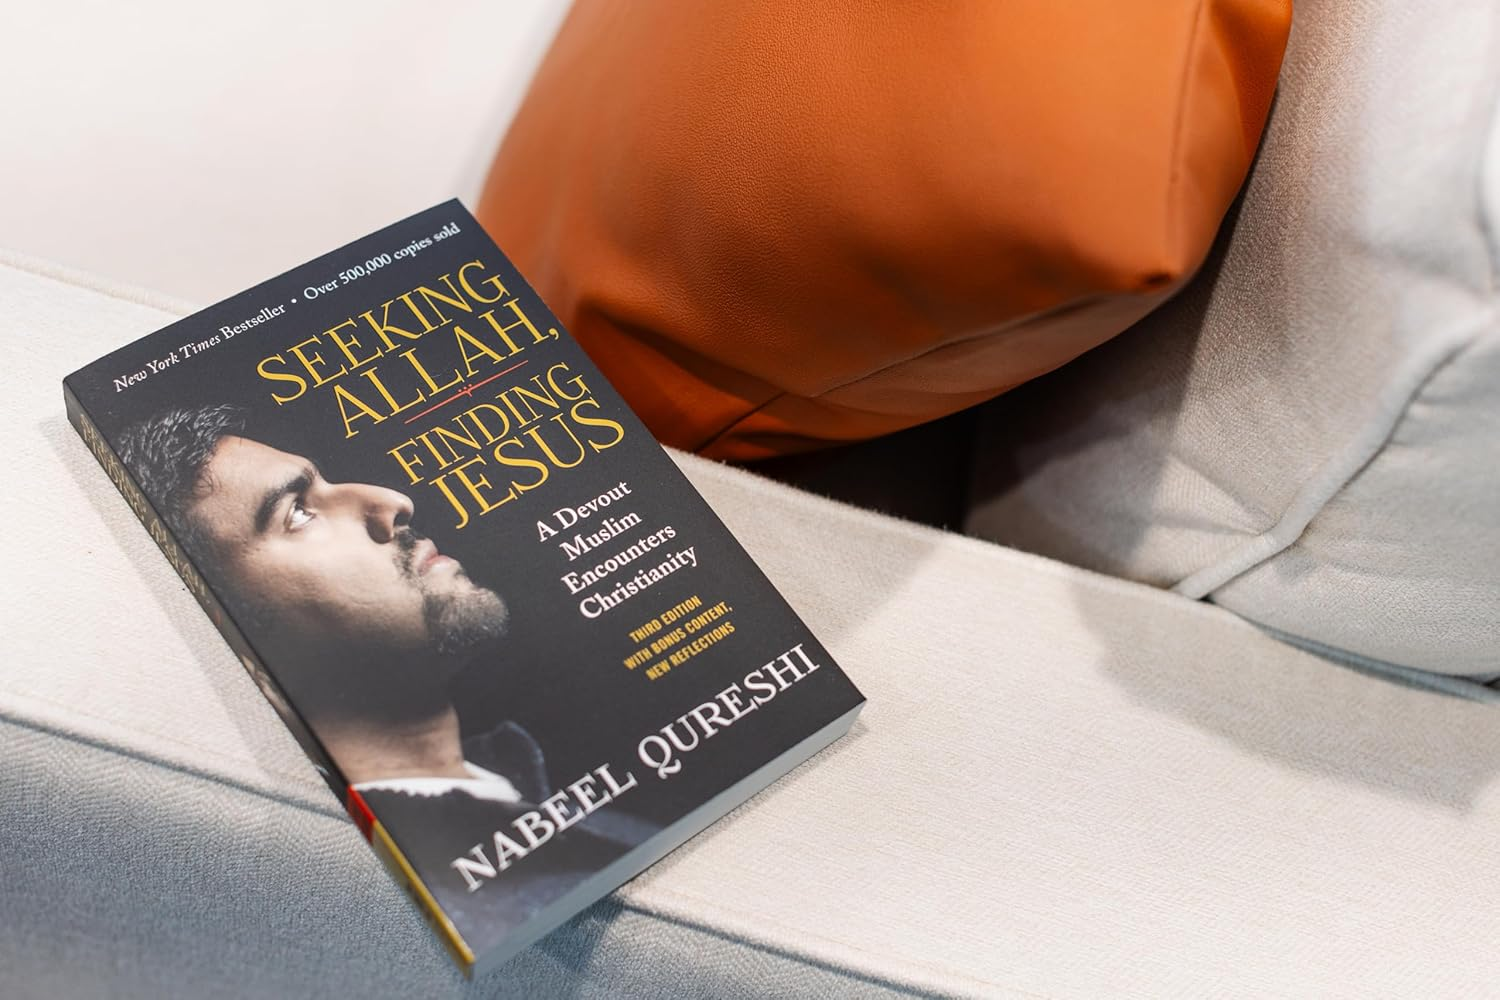 New York Times Bestseller • Over 500,000 copies sold
SEEKING
ALLAH,
FINDING
JESUS
A Devout
Muslim
Encounters
Christianity
THIRD EDITION
WITH BONUS CONTENT,
NEW REFLECTIONS
NABEEL QURESHI